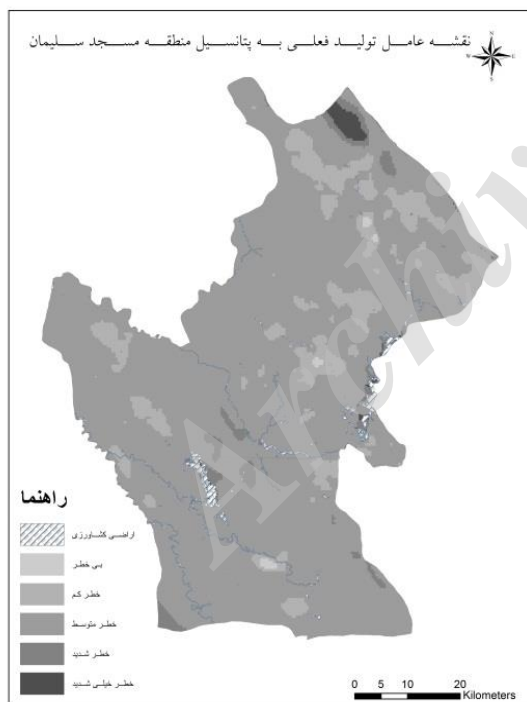 نقشه عامل تولید فعلی به پتانسیل منطقه مسجد سلیمان
N
W E
S
راهنما
اراضی کشاورزی
بی خطر
خطر کم
خطر متوسط
خطر شدید
خطر خیلی شدید
0 5 10 20
Kilometers
Archiv